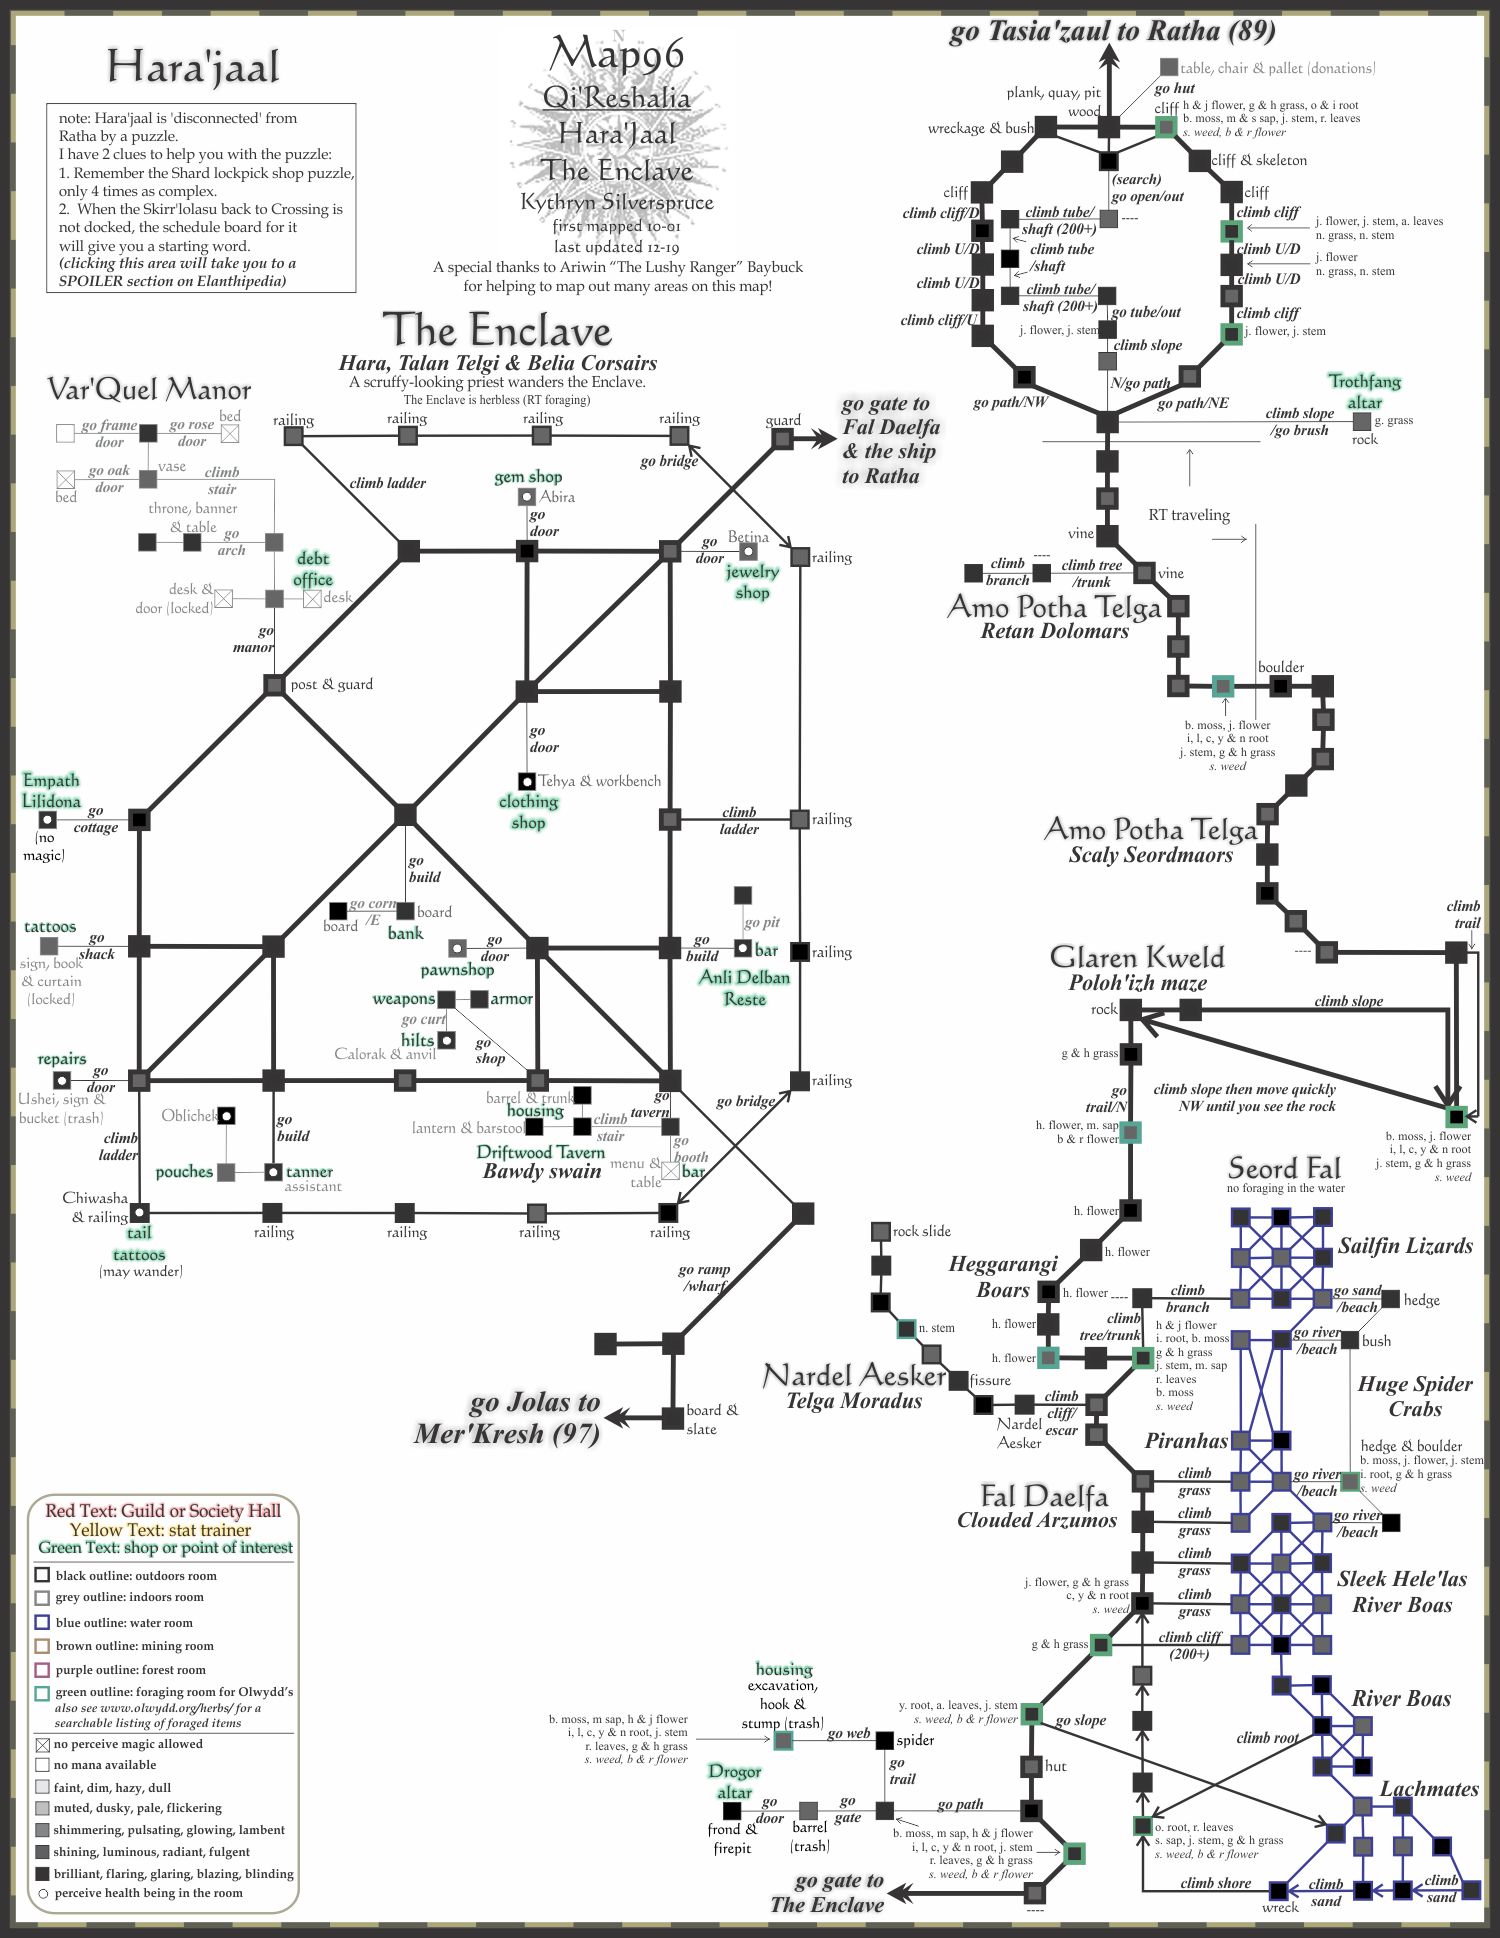 Hara'jaal
note: Hara'jaal is 'disconnected' from
Ratha by a puzzle.
I have 2 clues to help you with the puzzle:
1. Remember the Shard lockpick shop puzzle,
only 4 times as complex.
2. When the Skirr'lolasu back to Crossing is
not docked, the schedule board for it
will give you a starting word.
(clicking this area will take you to a
SPOILER section on Elanthipedia)
N
Map96
Qi'Reshalia
Hara'Jaal
The Enclave
Kythryn Silverspruce
first mapped 10-01
last updated 12-19
A special thanks to Ariwin “The Lushy Ranger” Baybuck
for helping to map out many areas on this map!
The Enclave
Hara, Talan Telgi & Belia Corsairs
A scruffy-looking priest wanders the Enclave.
The Enclave is herbless (RT foraging)
Var'Quel Manor
go frame
door
go rose
door
bed
go oak
door
bed
vase
climb
stair
throne, banner
& table
go
arch
debt
office
desk &
door (locked)
desk
go
manor
post & guard
railing
railing
railing
railing
guard
go bridge
climb ladder
gem shop
Abira
go
door
go
door
Betina
jewelry
shop
railing
go gate to
Fal Daelfa
& the ship
to Ratha
go
door
Tehya & workbench
clothing
shop
Empath
Lilidona
go
cottage
(no
magic)
climb
ladder
railing
go
build
go corn
/E
board
board
bank
tattoos
go
shack
sign, book
& curtain
(locked)
go
door
pawnshop
go
build
go pit
bar
Anli Delban
Reste
railing
weapons
armor
go curt
hilts
Calorak & anvil
go
shop
repairs
go
door
Ushei, sign &
bucket (trash)
railing
barrel & trunk
housing
lantern & barstool
climb
stair
go
tavern
go bridge
Driftwood Tavern
Bawdy swain
menu &
table
go
booth
bar
Oblichek
pouches
go
build
tanner
assistant
climb
ladder
Chiwasha
& railing
tail
tattoos
(may wander)
railing
railing
railing
railing
go ramp
/wharf
go Jolas to
Mer'Kresh (97)
board &
slate
go Tasia'zaul to Ratha (89)
table, chair & pallet (donations)
go hut
plank, quay, pit
wood
wreckage & bush
cliff
h & j flower, g & h grass, o & i root
b. moss, m & s sap, j. stem, r. leaves
s. weed, b & r flower
cliff & skeleton
(search)
go open/out
cliff
cliff
climb cliff/D
climb tube/
shaft (200+)
----
climb cliff
j. flower, j. stem, a. leaves
n. grass, n. stem
climb U/D
climb tube
/shaft
climb U/D
j. flower
n. grass, n. stem
climb U/D
climb tube/
shaft (200+)
climb U/D
climb cliff/U
j. flower, j. stem
go tube/out
climb cliff
j. flower, j. stem
climb slope
N/go path
go path/NW
go path/NE
Trothfang
altar
climb slope
/go brush
g. grass
rock
RT traveling
vine
climb
branch
----
climb tree
/trunk
vine
Amo Potha Telga
Retan Dolomars
boulder
b. moss, j. flower
i, l, c, y & n root
j. stem, g & h grass
s. weed
Amo Potha Telga
Scaly Seordmaors
----
climb
trail
Glaren Kweld
Poloh'izh maze
rock
climb slope
g & h grass
go
trail/N
climb slope then move quickly
NW until you see the rock
h. flower, m. sap
b & r flower
b. moss, j. flower
i, l, c, y & n root
j. stem, g & h grass
s. weed
Seord Fal
no foraging in the water
Sailfin Lizards
h. flower
h. flower
Heggarangi
Boars
h. flower
----
climb
branch
go sand
/beach
hedge
h. flower
climb
tree/trunk
h. flower
h & j flower
i. root, b. moss
g & h grass
j. stem, m. sap
r. leaves
b. moss
s. weed
go river
/beach
bush
rock slide
n. stem
fissure
Nardel Aesker
Telga Moradus
Nardel
Aesker
climb
cliff/
escar
Huge Spider
Crabs
Piranhas
hedge & boulder
b. moss, j. flower, j. stem
i. root, g & h grass
s. weed
go river
/beach
go river
/beach
Fal Daelfa
Clouded Arzumos
climb
grass
climb
grass
climb
grass
climb
grass
climb cliff
(200+)
Sleek Hele'las
River Boas
j. flower, g & h grass
c, y & n root
s. weed
g & h grass
River Boas
climb root
y. root, a. leaves, j. stem
s. weed, b & r flower
go slope
housing
excavation,
hook &
stump (trash)
b. moss, m sap, h & j flower
i, l, c, y & n root, j. stem
r. leaves, g & h grass
s. weed, b & r flower
go web
spider
go
trail
hut
Drogor
altar
go
door
go
gate
go path
frond &
firepit
barrel
(trash)
b. moss, m sap, h & j flower
i, l, c, y & n root, j. stem
r. leaves, g & h grass
s. weed, b & r flower
Lachmates
o. root, r. leaves
s. sap, j. stem, g & h grass
s. weed, b & r flower
climb shore
wreck
climb
sand
climb
sand
go gate to
The Enclave
----
Red Text: Guild or Society Hall
Yellow Text: stat trainer
Green Text: shop or point of interest
black outline: outdoors room
grey outline: indoors room
blue outline: water room
brown outline: mining room
purple outline: forest room
green outline: foraging room for Olwydd's
also see www.olwydd.org/herbs/ for a
searchable listing of foraged items
no perceive magic allowed
no mana available
faint, dim, hazy, dull
muted, dusky, pale, flickering
shimmering, pulsating, glowing, lambent
shining, luminous, radiant, fulgent
brilliant, flaring, glaring, blazing, blinding
perceive health being in the room